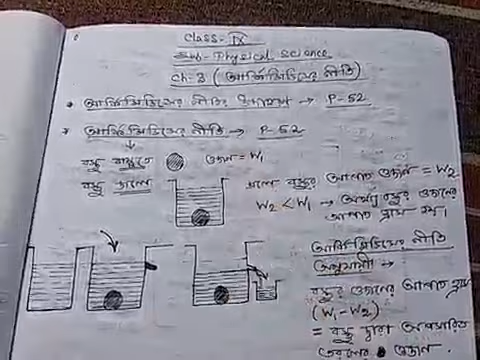 Class - IX
Sub - Physical Science
Ch - 3 (আর্কিমিডিসের নীতি)
আর্কিমিডিসের নীতির → P-52
আর্কিমিডিসের নীতি → P-52
বস্তু বায়ুতে ওজন = W₁
বস্তু জলে জলে বস্তুর আপাত ওজন = W₂
W₂ < W₁ → অর্থাৎ বস্তুর ওজনের
আপাত হ্রাস হয়।
আর্কিমিডিসের নীতি
অনুযায়ী →
বস্তুর ওজনের আপাত হ্রাস
(W₁ - W₂)
= বস্তু দ্বারা অপসারিত
তরলের ওজন.